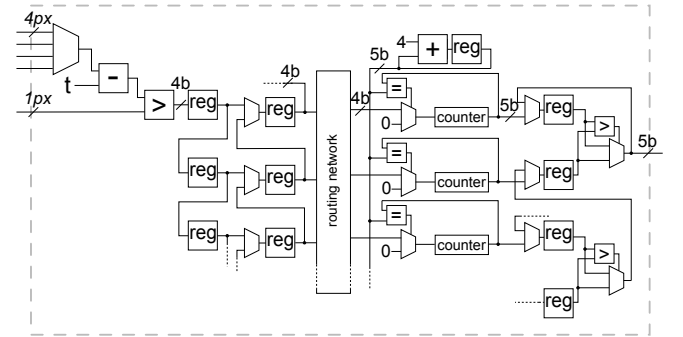 4px
t
-
>
1px
4b
reg
reg
4b
reg
reg
reg
reg
routing network
4b
5b
4
+
reg
=
0
counter
=
0
counter
=
0
counter
5b
reg
>
reg
5b
reg
>
reg